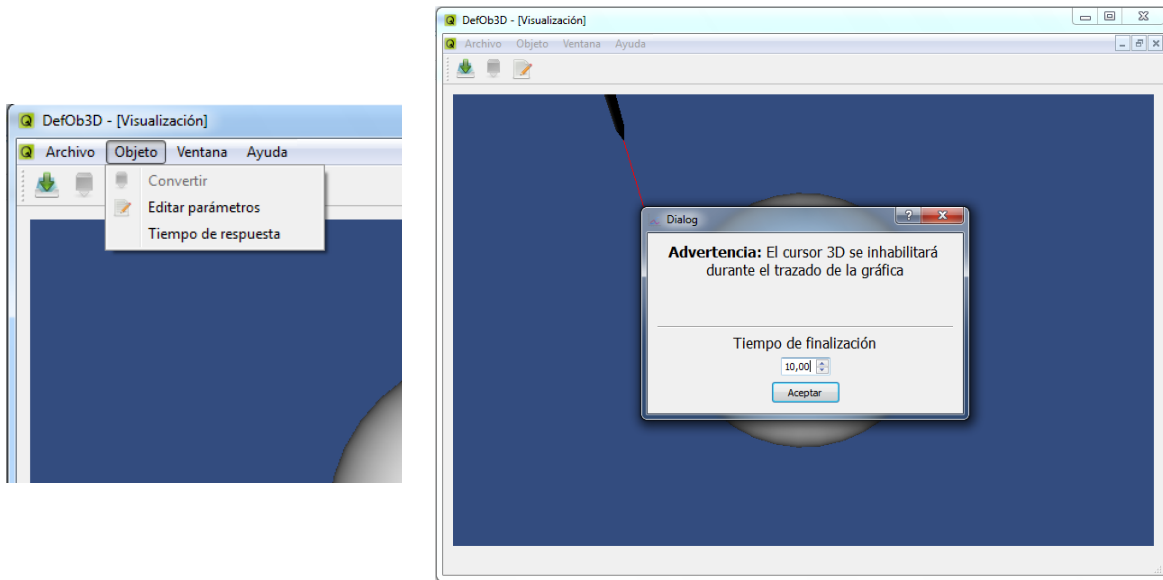 DefOb3D - [Visualización]
Archivo Objeto Ventana Ayuda
Convertir
Editar parámetros
Tiempo de respuesta
DefOb3D - [Visualización]
Archivo Objeto Ventana Ayuda
Dialog
Advertencia: El cursor 3D se inhabilitará
durante el trazado de la gráfica
Tiempo de finalización
10,00
Aceptar